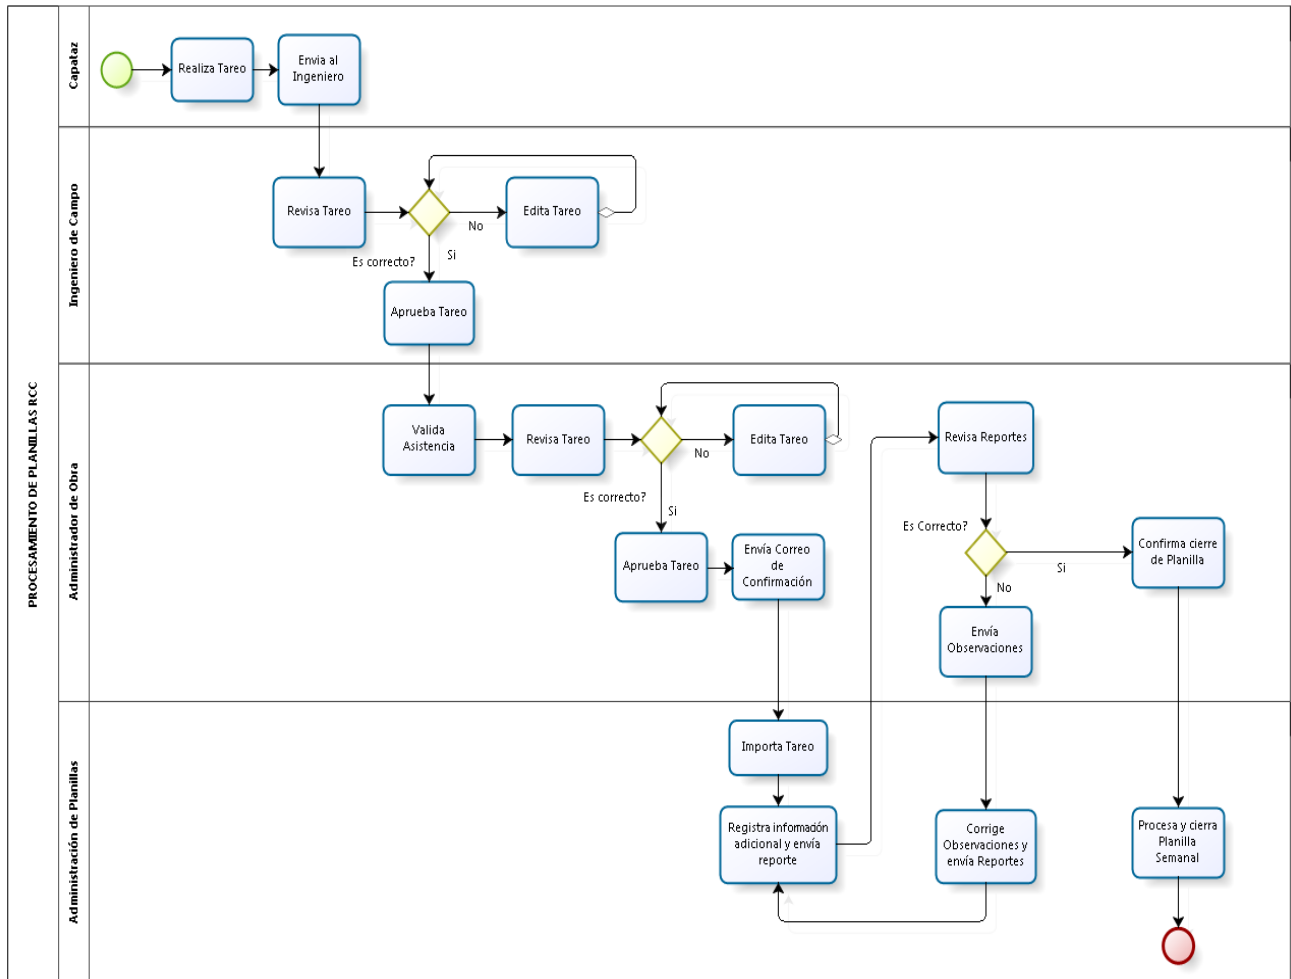 PROCESAMIENTO DE PLANILLAS RCC
Capataz
Realiza Tareo
Envia al
Ingeniero
Ingeniero de Campo
Revisa Tareo
No
Edita Tareo
Es correcto?
Si
Aprueba Tareo
Administrador de Obra
Valida
Asistencia
Revisa Tareo
No
Edita Tareo
Es correcto?
Si
Aprueba Tareo
Envía Correo
de
Confirmación
Revisa Reportes
Es Correcto?
Si
No
Confirma cierre
de Planilla
Envía
Observaciones
Administración de Planillas
Importa Tareo
Registra información
adicional y envía
reporte
Corrige
Observaciones y
envía Reportes
Procesa y cierra
Planilla
Semanal